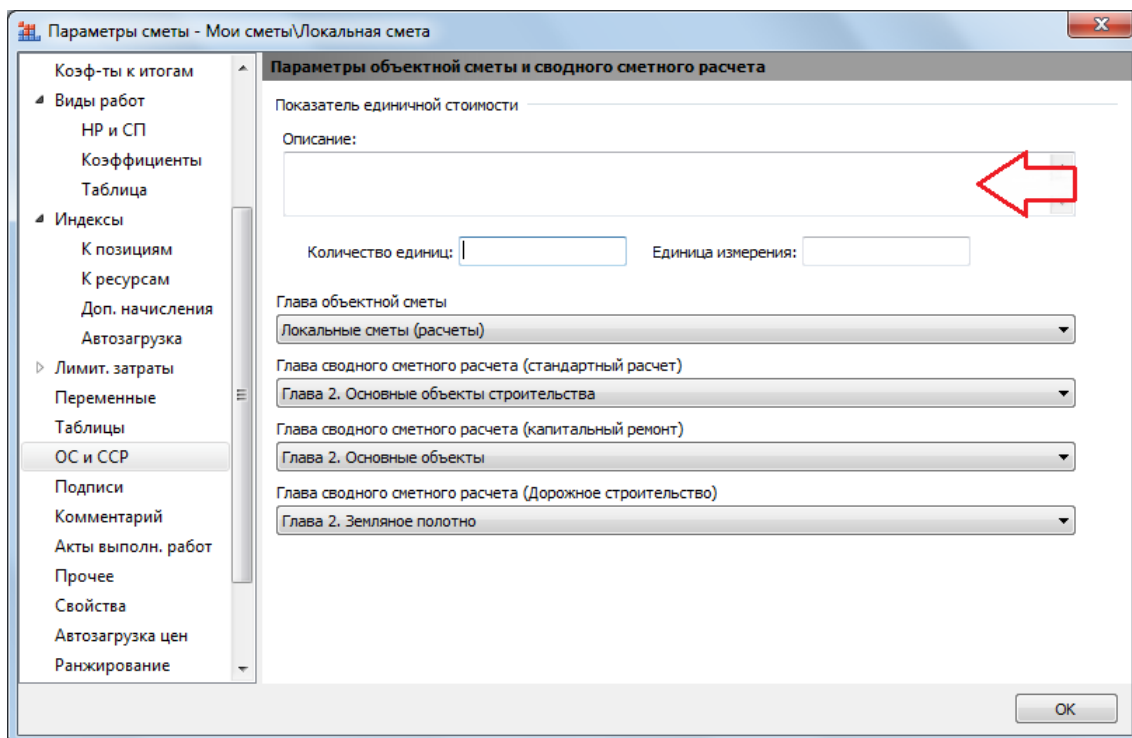 Параметры сметы - Мои сметы\Локальная смета
Коэф-ты к итогам
Виды работ
НР и СП
Коэффициенты
Таблица
Индексы
К позициям
К ресурсам
Доп. начисления
Автозагрузка
Лимит. затраты
Переменные
Таблицы
ОС и ССР
Подписи
Комментарий
Акты выполн. работ
Прочее
Свойства
Автозагрузка цен
Ранжирование
Параметры объектной сметы и сводного сметного расчета
Показатель единичной стоимости
Описание:
Количество единиц: Единица измерения:
Глава объектной сметы
Локальные сметы (расчеты)
Глава сводного сметного расчета (стандартный расчет)
Глава 2. Основные объекты строительства
Глава сводного сметного расчета (капитальный ремонт)
Глава 2. Основные объекты
Глава сводного сметного расчета (Дорожное строительство)
Глава 2. Земляное полотно
ОК